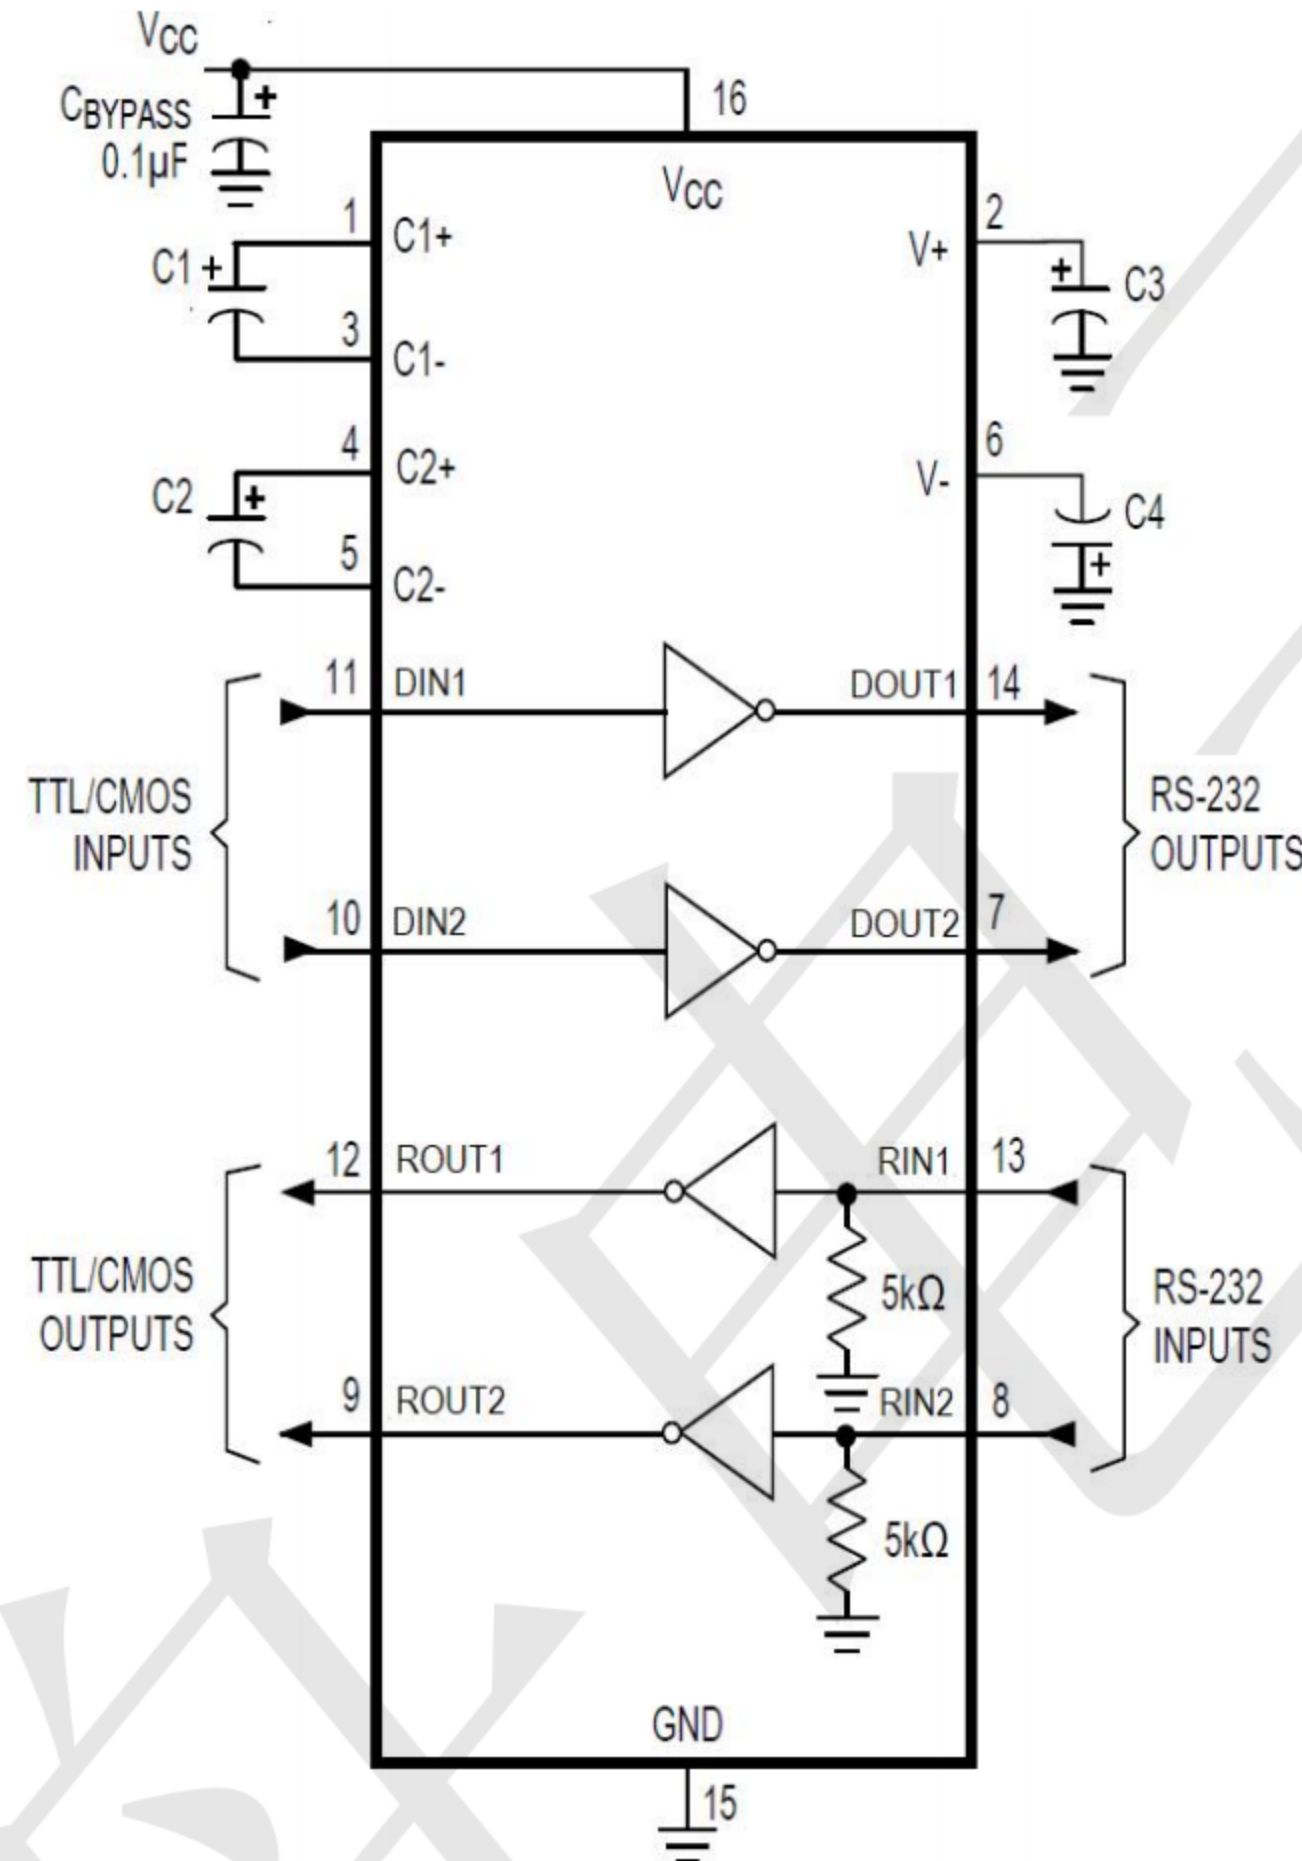 VCC
CBYPASS
0.1µF
16
VCC
1
C1+
C1
+
3
C1-
2
V+
+
C3
4
C2+
C2
+
5
C2-
6
V-
C4
+
11
DIN1
DOUT1
14
TTL/CMOS
INPUTS
RS-232
OUTPUTS
10
DIN2
DOUT2
7
12
ROUT1
RIN1
13
5kΩ
TTL/CMOS
OUTPUTS
RS-232
INPUTS
9
ROUT2
RIN2
8
5kΩ
GND
15